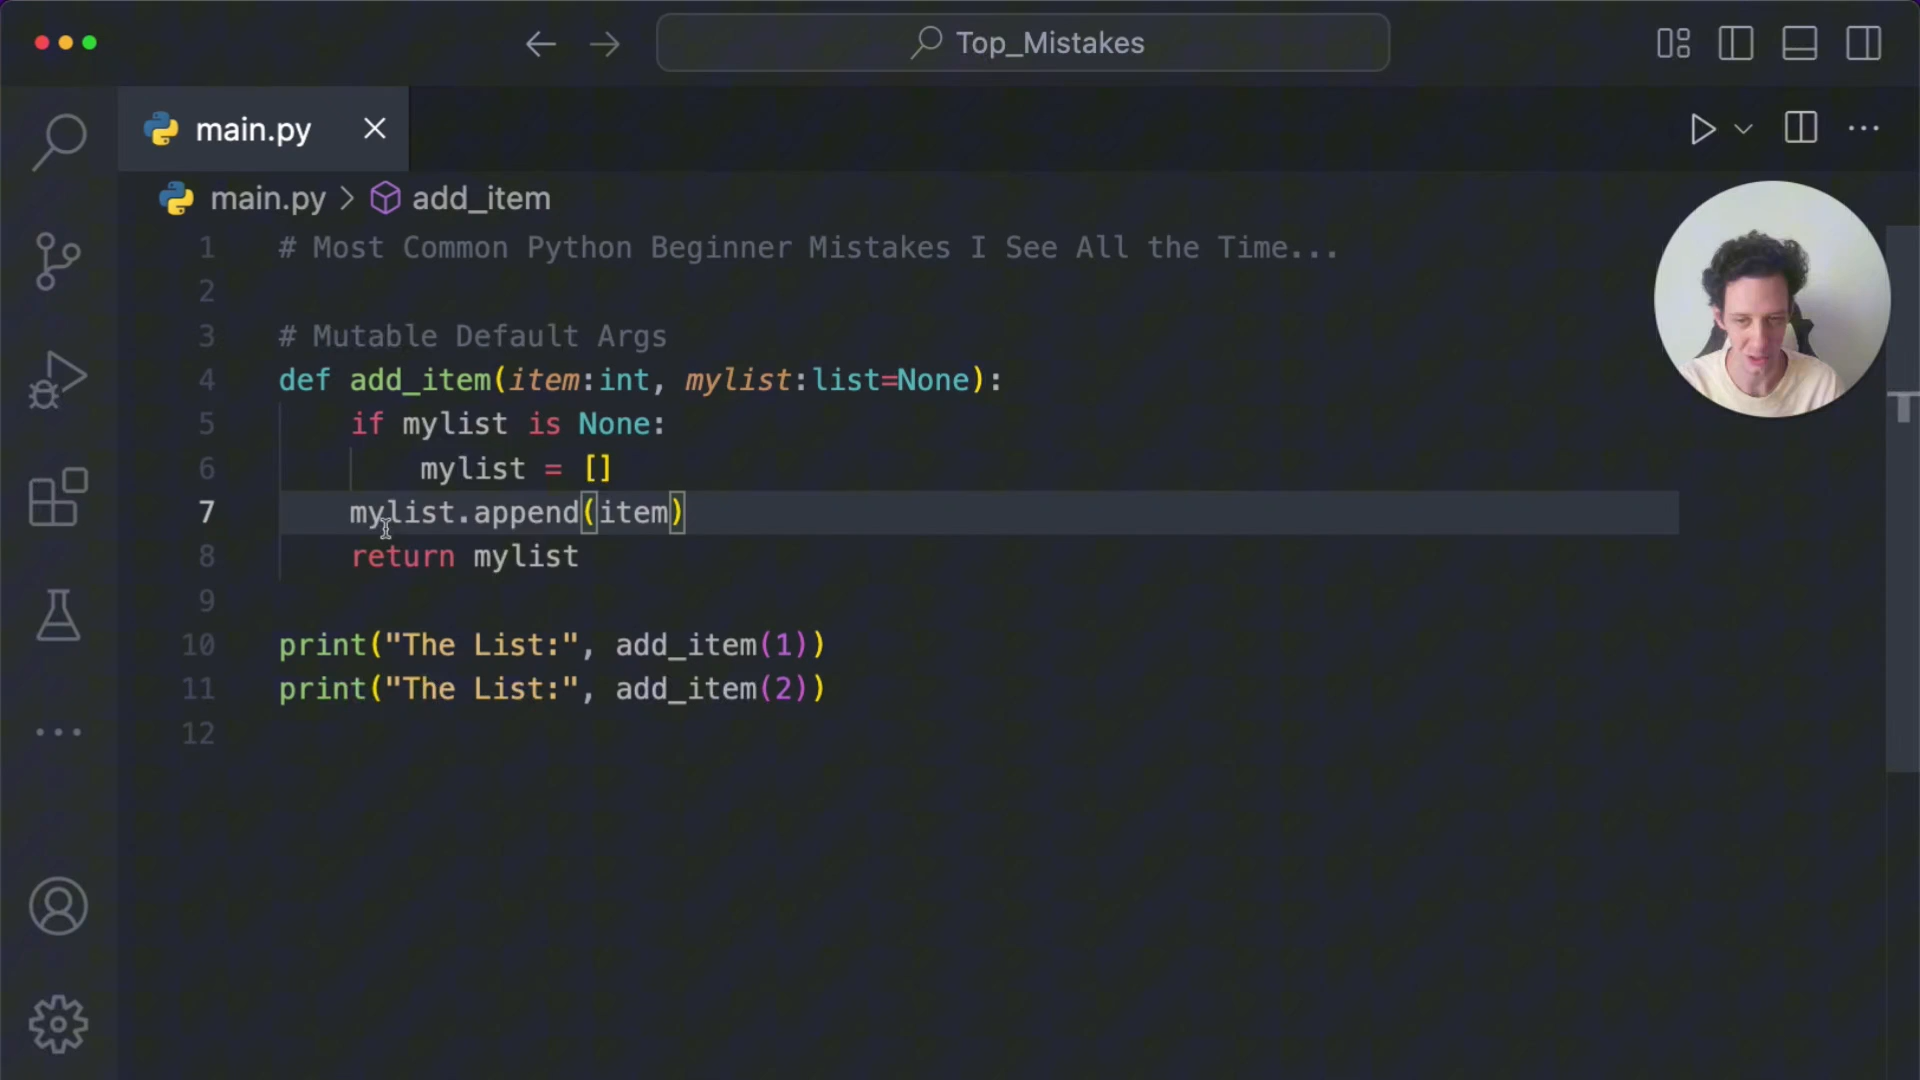 Top_Mistakes
main.py
main.py > add_item
1 # Most Common Python Beginner Mistakes I See All the Time...
2
3 # Mutable Default Args
4 def add_item(item:int, mylist:list=None):
5 if mylist is None:
6 mylist = []
7 mylist.append(item)
8 return mylist
9
10 print("The List:", add_item(1))
11 print("The List:", add_item(2))
12